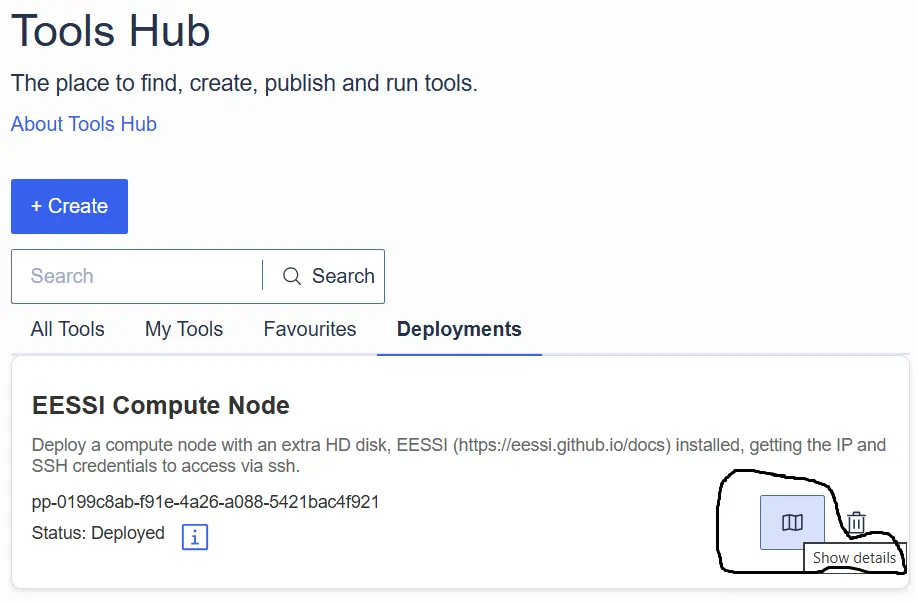 Tools Hub
The place to find, create, publish and run tools.
About Tools Hub
+ Create
Search Search
All Tools My Tools Favourites Deployments
EESSI Compute Node
Deploy a compute node with an extra HD disk, EESSI (https://eessi.github.io/docs) installed, getting the IP and
SSH credentials to access via ssh.
pp-0199c8ab-f91e-4a26-a088-5421bac4f921
Status: Deployed i
Show details